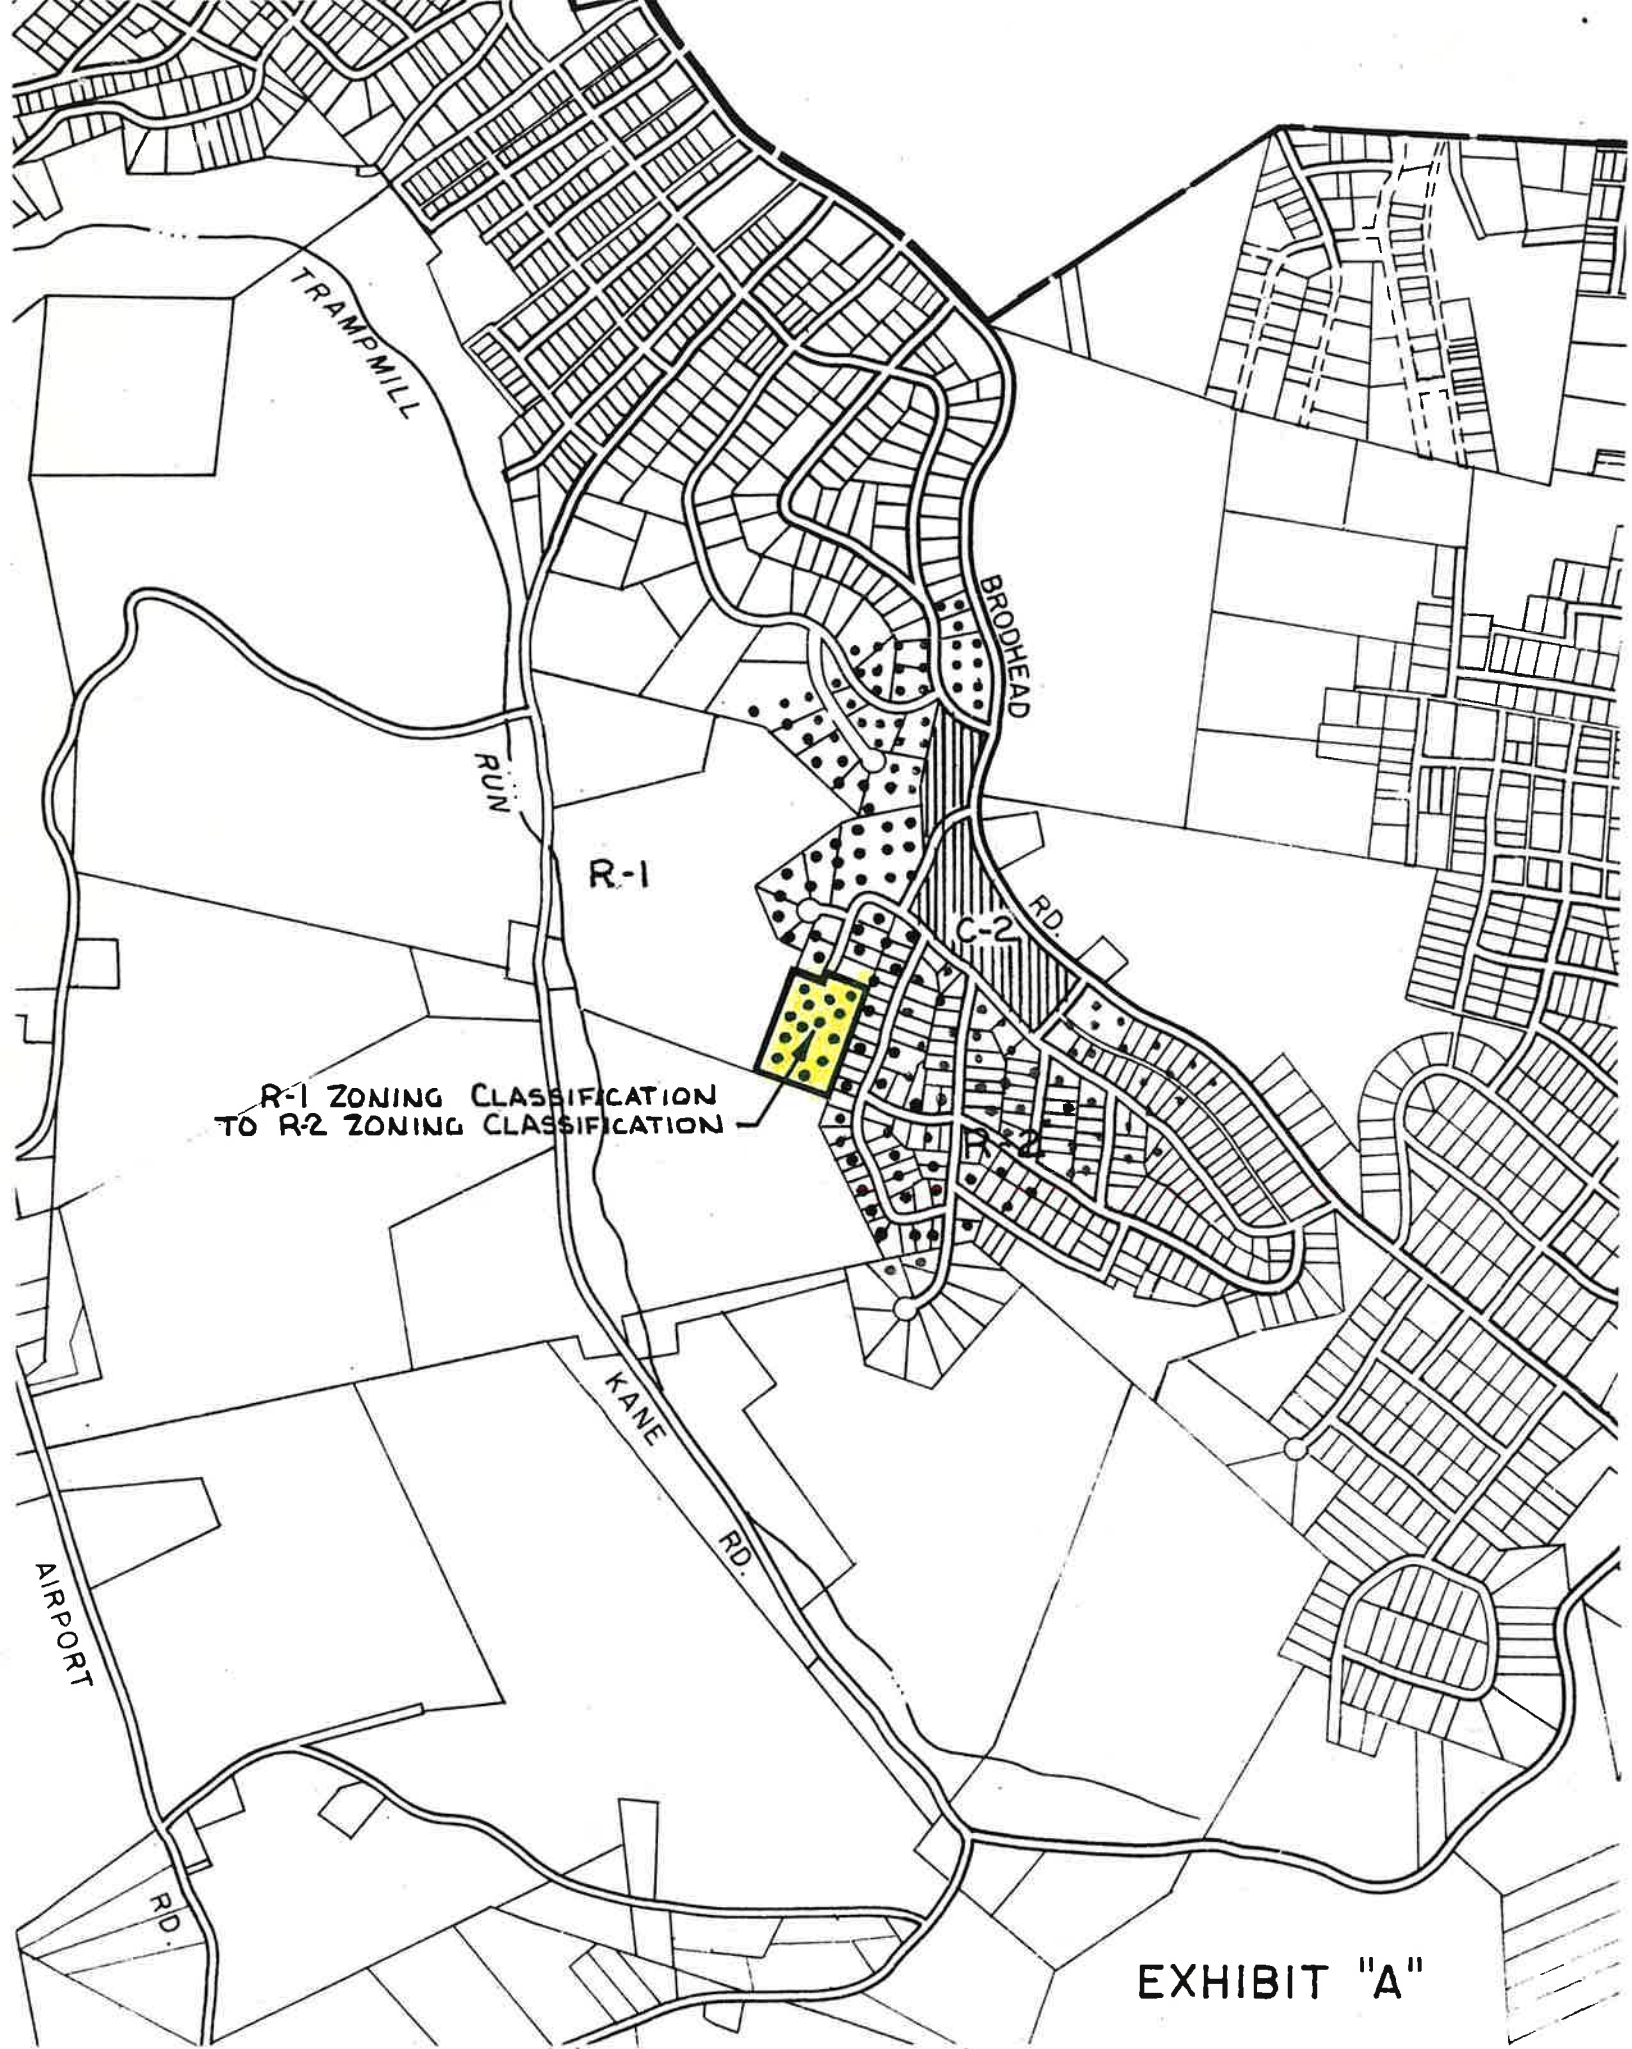 TRAMPMILL
BRODHEAD
RUN
R-1
C-2
RD.
R-1 ZONING CLASSIFICATION
TO R-2 ZONING CLASSIFICATION
R-2
KANE
RD.
AIRPORT
RD.
EXHIBIT "A"